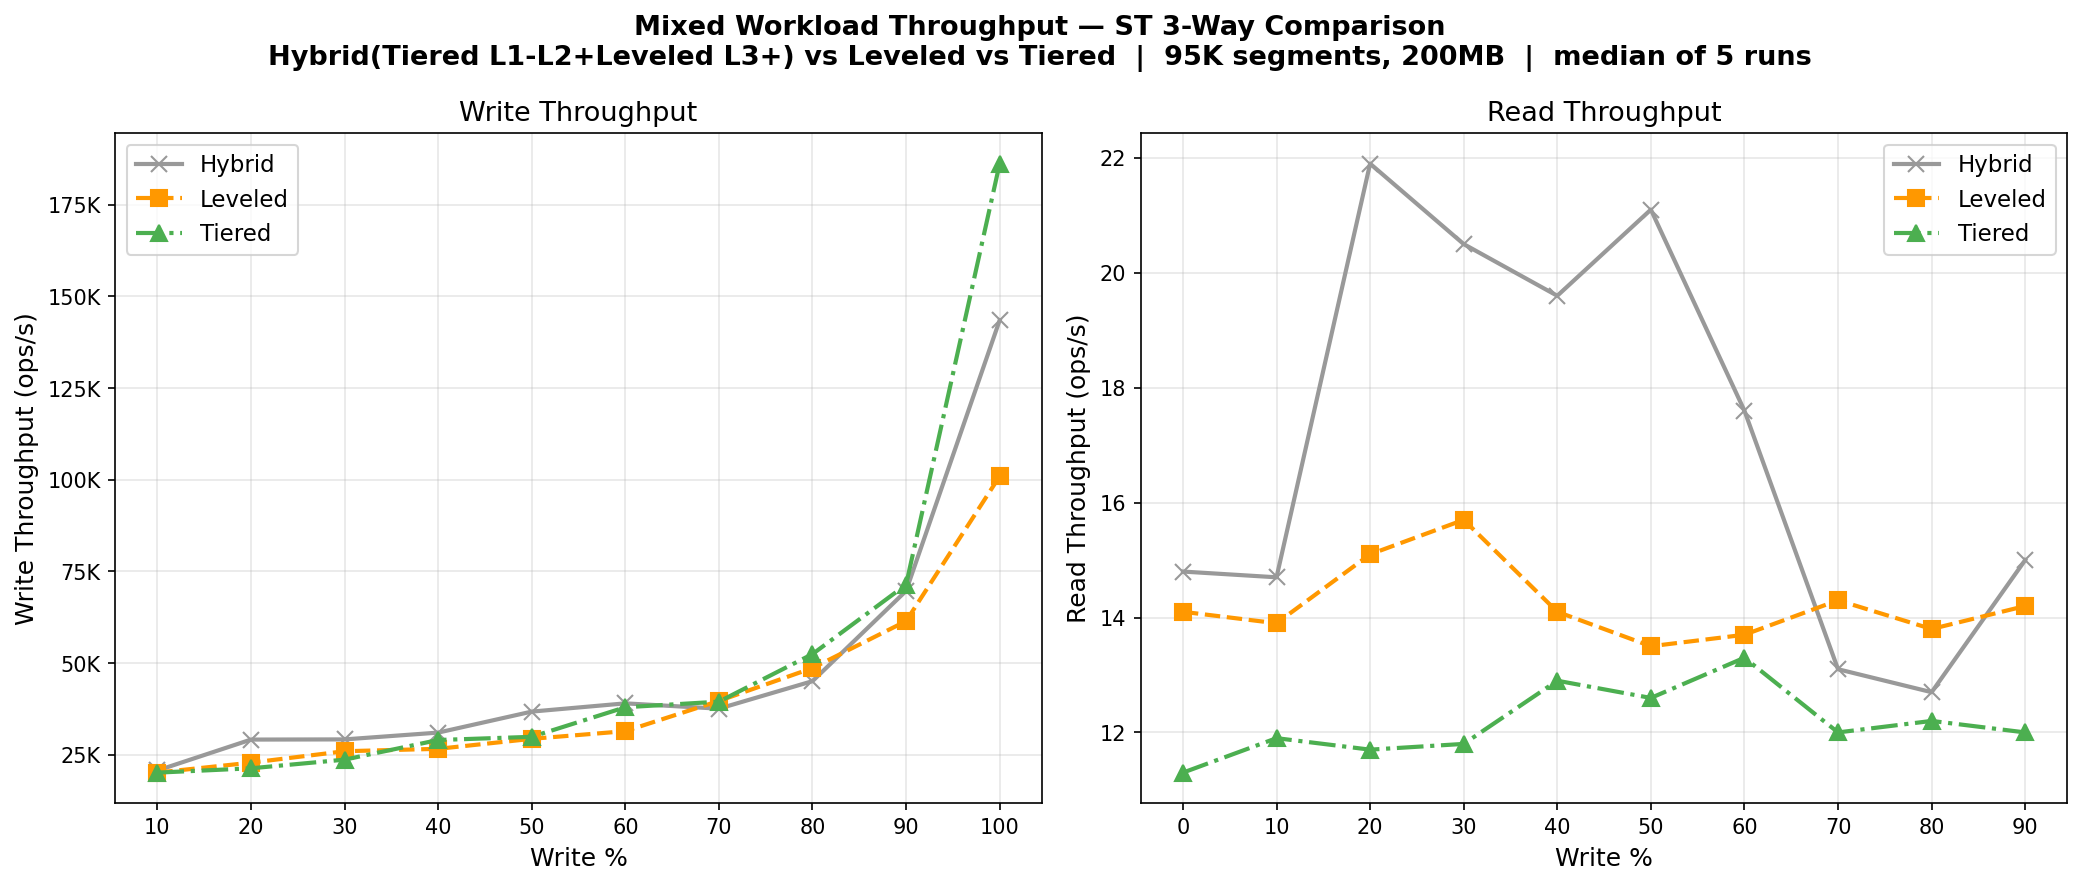 Mixed Workload Throughput — ST 3-Way Comparison
Hybrid(Tiered L1-L2+Leveled L3+) vs Leveled vs Tiered | 95K segments, 200MB | median of 5 runs
Write Throughput
Hybrid
Leveled
Tiered
175K
150K
125K
100K
75K
50K
25K
Write Throughput (ops/s)
10 20 30 40 50 60 70 80 90 100
Write %
Read Throughput
Hybrid
Leveled
Tiered
22
20
18
16
14
12
Read Throughput (ops/s)
0 10 20 30 40 50 60 70 80 90
Write %